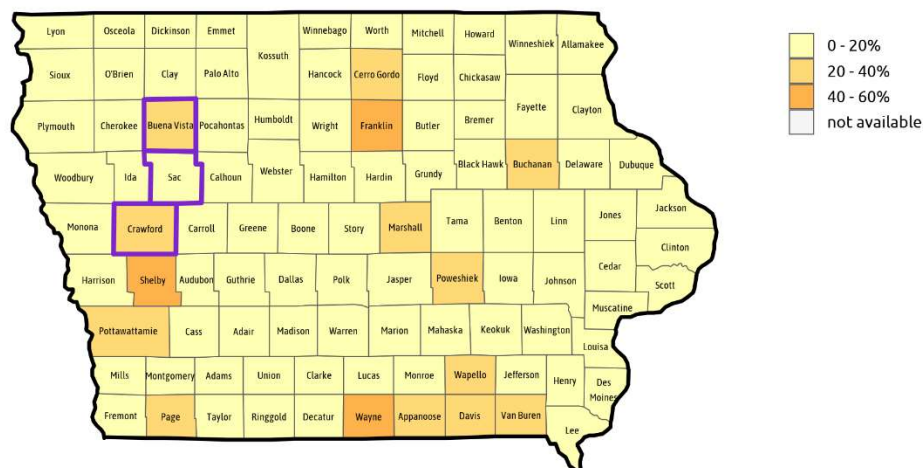 Lyon Osceola Dickinson Emmet Winnebago Worth Mitchell Howard Winneshiek Allamakee
Kossuth
Sioux O'Brien Clay Palo Alto Hancock Cerro Gordo Floyd Chickasaw
Fayette Clayton
Plymouth Cherokee Buena Vista Pocahontas Humboldt Wright Franklin Butler Bremer
Woodbury Ida Sac Calhoun Webster Hamilton Hardin Grundy Black Hawk Buchanan Delaware Dubuque
Monona Crawford Carroll Greene Boone Story Marshall Tama Benton Linn Jones Jackson
Clinton
Harrison Shelby Audubon Guthrie Dallas Polk Jasper Poweshiek Iowa Johnson Cedar Scott
Muscatine
Pottawattamie Cass Adair Madison Warren Marion Mahaska Keokuk Washington Louisa
Mills Montgomery Adams Union Clarke Lucas Monroe Wapello Jefferson Henry Des
Moines
Fremont Page Taylor Ringgold Decatur Wayne Appanoose Davis Van Buren Lee
0 - 20%
20 - 40%
40 - 60%
not available